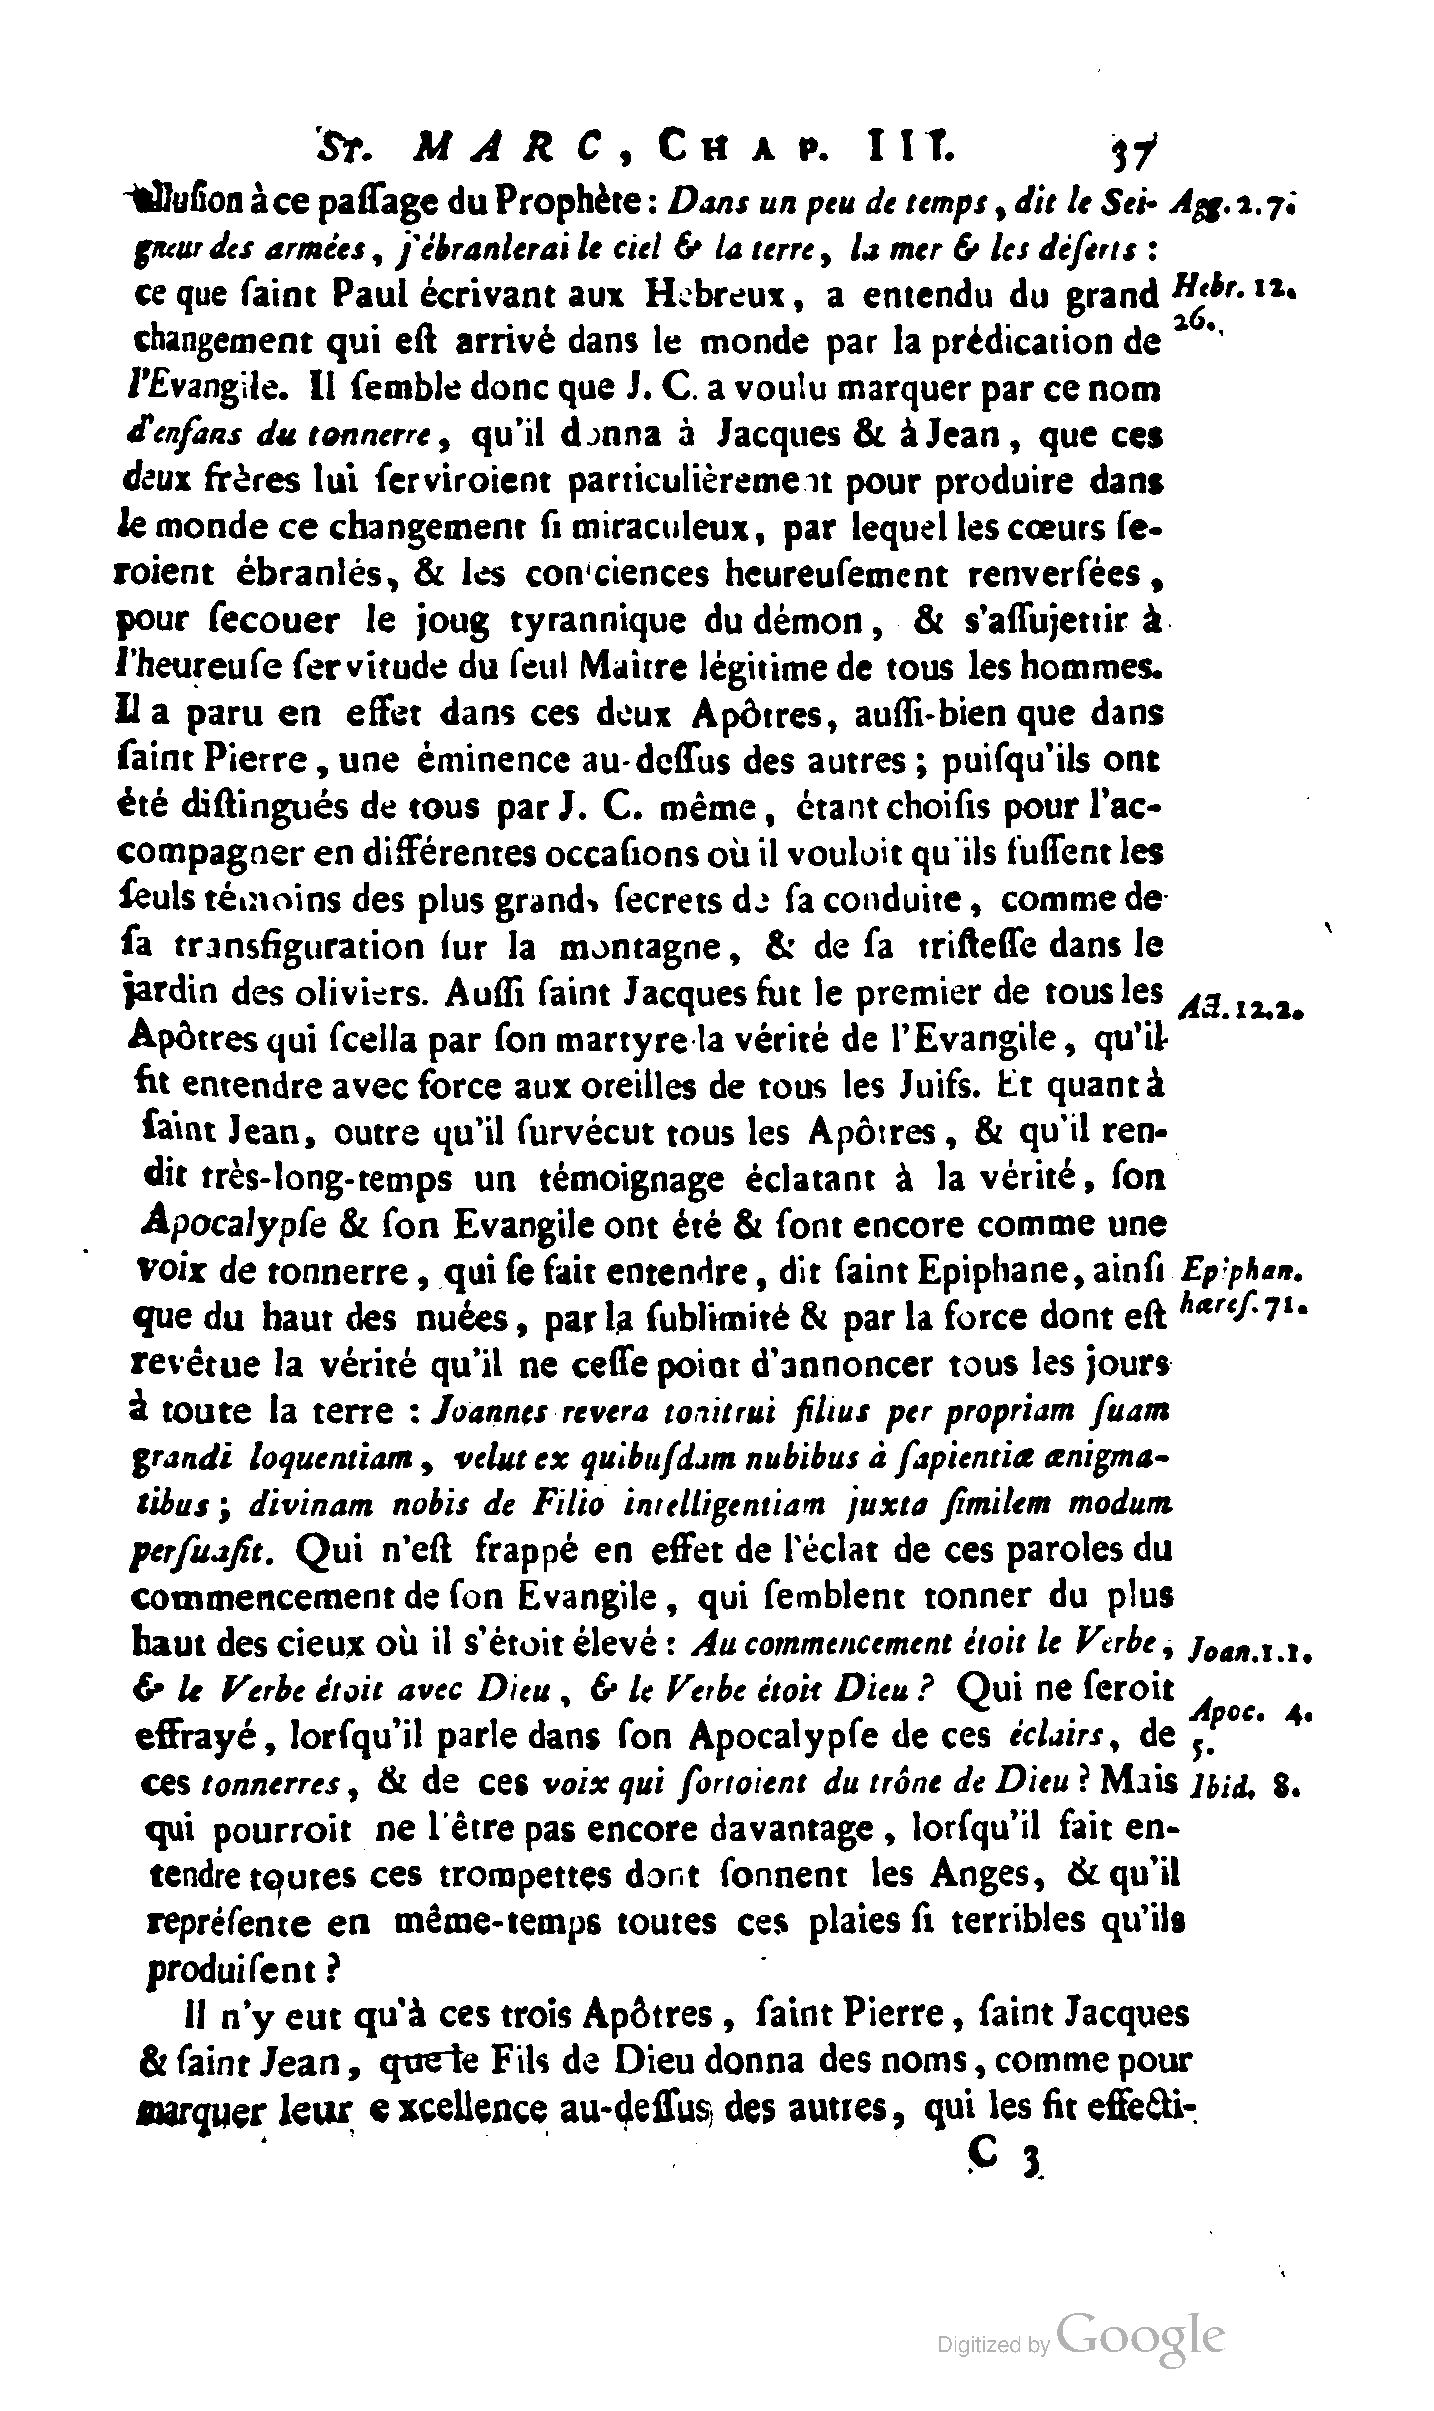 St. MARC, CHAP. III. 37
allusion à ce paſſage du Prophète : Dans un peu de temps, dit le Sei- Agg. 2. 7.
gneur des armées, j'ébranlerai le ciel & la terre, la mer & les déſerts :
ce que ſaint Paul écrivant aux Hebreux, a entendu du grand Hebr. 12.
changement qui eſt arrivé dans le monde par la prédication de 26.
l'Evangile. Il ſemble donc que J. C. a voulu marquer par ce nom
d'enfans du tonnerre, qu'il donna à Jacques & à Jean, que ces
deux frères lui ſerviroient particulièrement pour produire dans
le monde ce changement ſi miraculeux, par lequel les cœurs ſe-
roient ébranlés, & les conſciences heureuſement renverſées,
pour ſecouer le joug tyrannique du démon, & s'aſſujettir à
l'heureuſe ſervitude du ſeul Maître légitime de tous les hommes.
Il a paru en effet dans ces deux Apôtres, auſſi-bien que dans
ſaint Pierre, une éminence au-deſſus des autres ; puiſqu'ils ont
été diſtingués de tous par J. C. même, étant choiſis pour l'ac-
compagner en différentes occaſions où il vouloit qu'ils fuſſent les
ſeuls témoins des plus grands ſecrets de ſa conduite, comme de
ſa transfiguration ſur la montagne, & de ſa triſteſſe dans le
jardin des oliviers. Auſſi ſaint Jacques fut le premier de tous les Act. 12. 2.
Apôtres qui ſcella par ſon martyre la vérité de l'Evangile, qu'il
fit entendre avec force aux oreilles de tous les Juifs. Et quant à
ſaint Jean, outre qu'il ſurvécut tous les Apôtres, & qu'il ren-
dit très-long-temps un témoignage éclatant à la vérité, ſon
Apocalypſe & ſon Evangile ont été & ſont encore comme une
voix de tonnerre, qui ſe fait entendre, dit ſaint Epiphane, ainſi Epiphan.
que du haut des nuées, par la ſublimité & par la force dont eſt hæreſ. 71.
revêtue la vérité qu'il ne ceſſe point d'annoncer tous les jours
à toute la terre : Joannes revera tonitrui filius per propriam ſuam
grandi loquentiam, velut ex quibuſdam nubibus à ſapientiæ ænigma-
tibus ; divinam nobis de Filio intelligentiam juxta ſimilem modum
perſuaſit. Qui n'eſt frappé en effet de l'éclat de ces paroles du
commencement de ſon Evangile, qui ſemblent tonner du plus
haut des cieux où il s'étoit élevé : Au commencement étoit le Verbe, Joan. 1. 1.
& le Verbe étoit avec Dieu, & le Verbe étoit Dieu ? Qui ne ſeroit
effrayé, lorſqu'il parle dans ſon Apocalypſe de ces éclairs, de Apoc. 4. 5.
ces tonnerres, & de ces voix qui ſortoient du trône de Dieu ? Mais Ibid. 8.
qui pourroit ne l'être pas encore davantage, lorſqu'il fait en-
tendre toutes ces trompettes dont ſonnent les Anges, & qu'il
repréſente en même-temps toutes ces plaies ſi terribles qu'ils
produiſent ?
Il n'y eut qu'à ces trois Apôtres, ſaint Pierre, ſaint Jacques
& ſaint Jean, que le Fils de Dieu donna des noms, comme pour
marquer leur excellence au-deſſus des autres, qui les fit effecti-
C 3
Digitized by Google